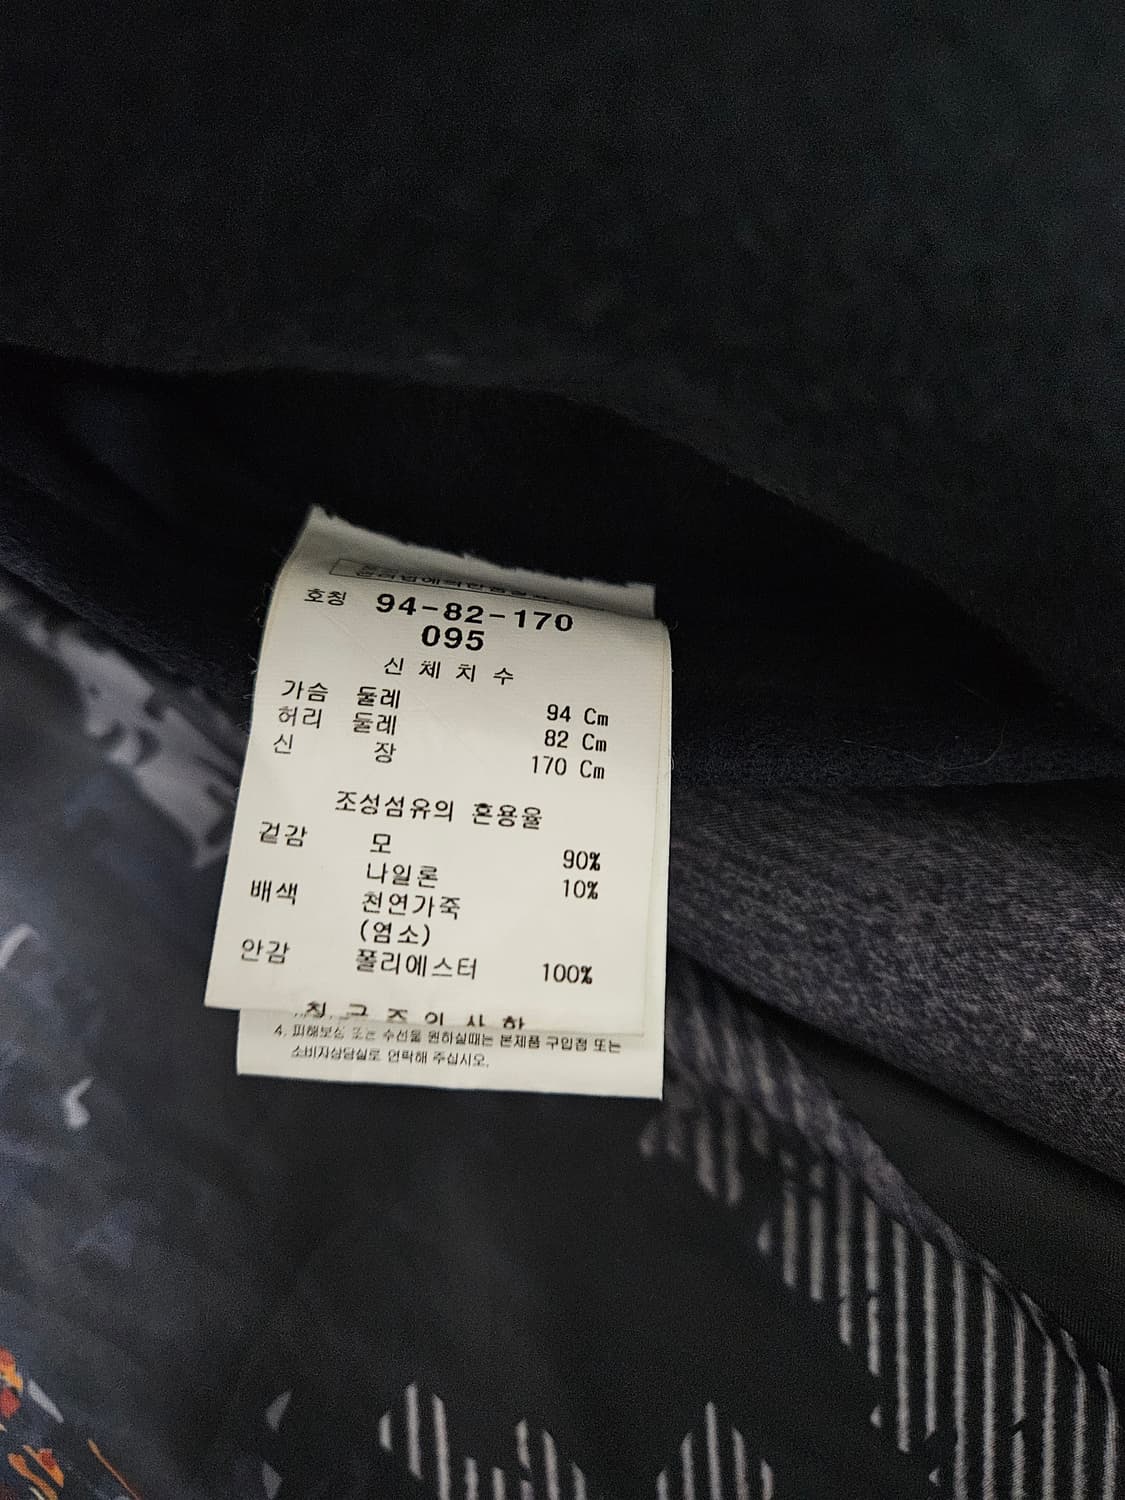 호칭 94-82-170
095
신 체 치 수
가슴 둘레 94 Cm
허리 둘레 82 Cm
신 장 170 Cm
조성섬유의 혼용율
겉감 모 90%
나일론 10%
배색 천연가죽
(염소)
안감 폴리에스터 100%
4. 피해보상 또는 수선을 원하실때는 본제품 구입점 또는
소비자상담실로 연락해 주십시오.